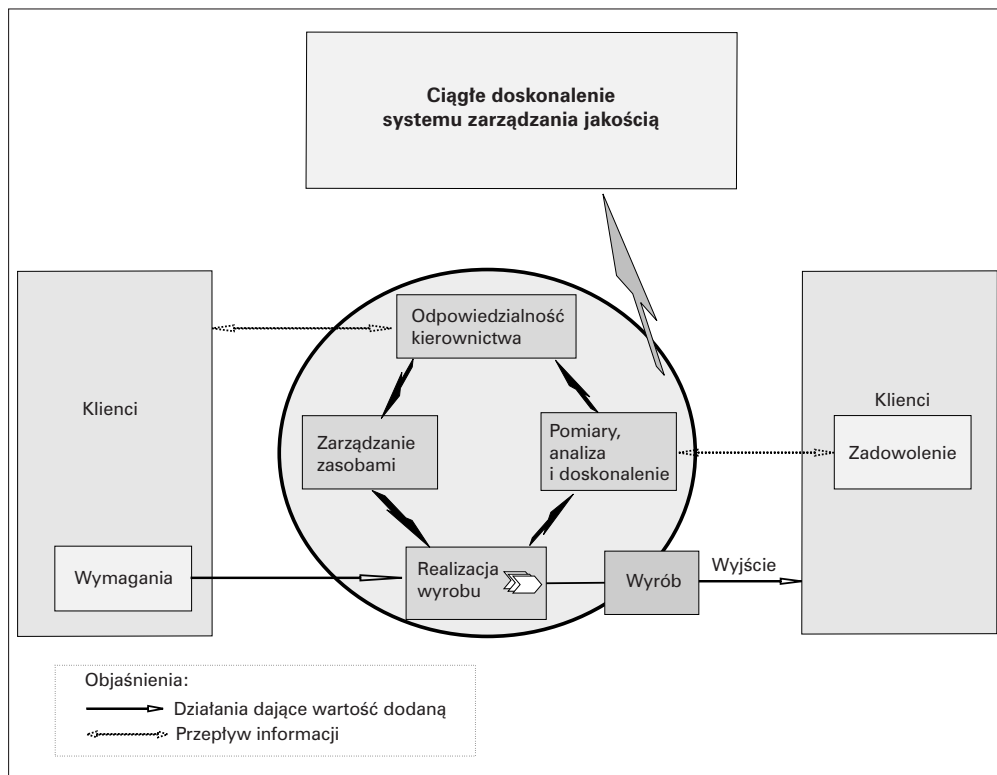 Ciągłe doskonalenie
systemu zarządzania jakością
Odpowiedzialność
kierownictwa
Klienci
Klienci
Zarządzanie
zasobami
Pomiary,
analiza
i doskonalenie
Zadowolenie
Wymagania
Realizacja
wyrobu
Wyrób
Wyjście
Objaśnienia:
Działania dające wartość dodaną
Przepływ informacji